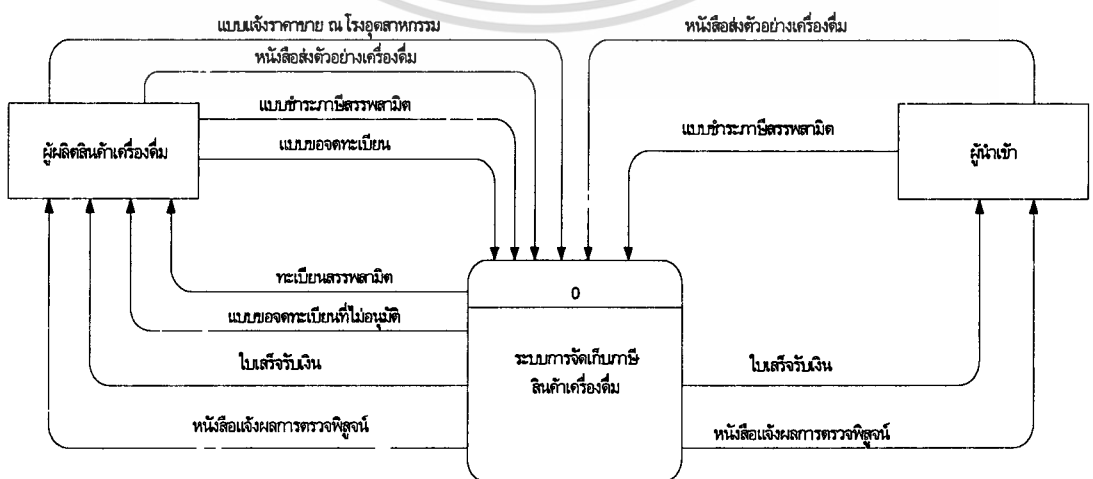 แบบแจ้งราคาขาย ณ โรงอุตสาหกรรม
หนังสือส่งตัวอย่างเครื่องดื่ม
หนังสือส่งตัวอย่างเครื่องดื่ม
แบบชำระภาษีสรรพสามิต
แบบชำระภาษีสรรพสามิต
แบบขอจดทะเบียน
ผู้ผลิตสินค้าเครื่องดื่ม
ผู้นำเข้า
ทะเบียนสรรพสามิต
0
แบบขอจดทะเบียนที่ไม่อนุมัติ
ระบบการจัดเก็บภาษี
สินค้าเครื่องดื่ม
ใบเสร็จรับเงิน
ใบเสร็จรับเงิน
หนังสือแจ้งผลการตรวจพิสูจน์
หนังสือแจ้งผลการตรวจพิสูจน์